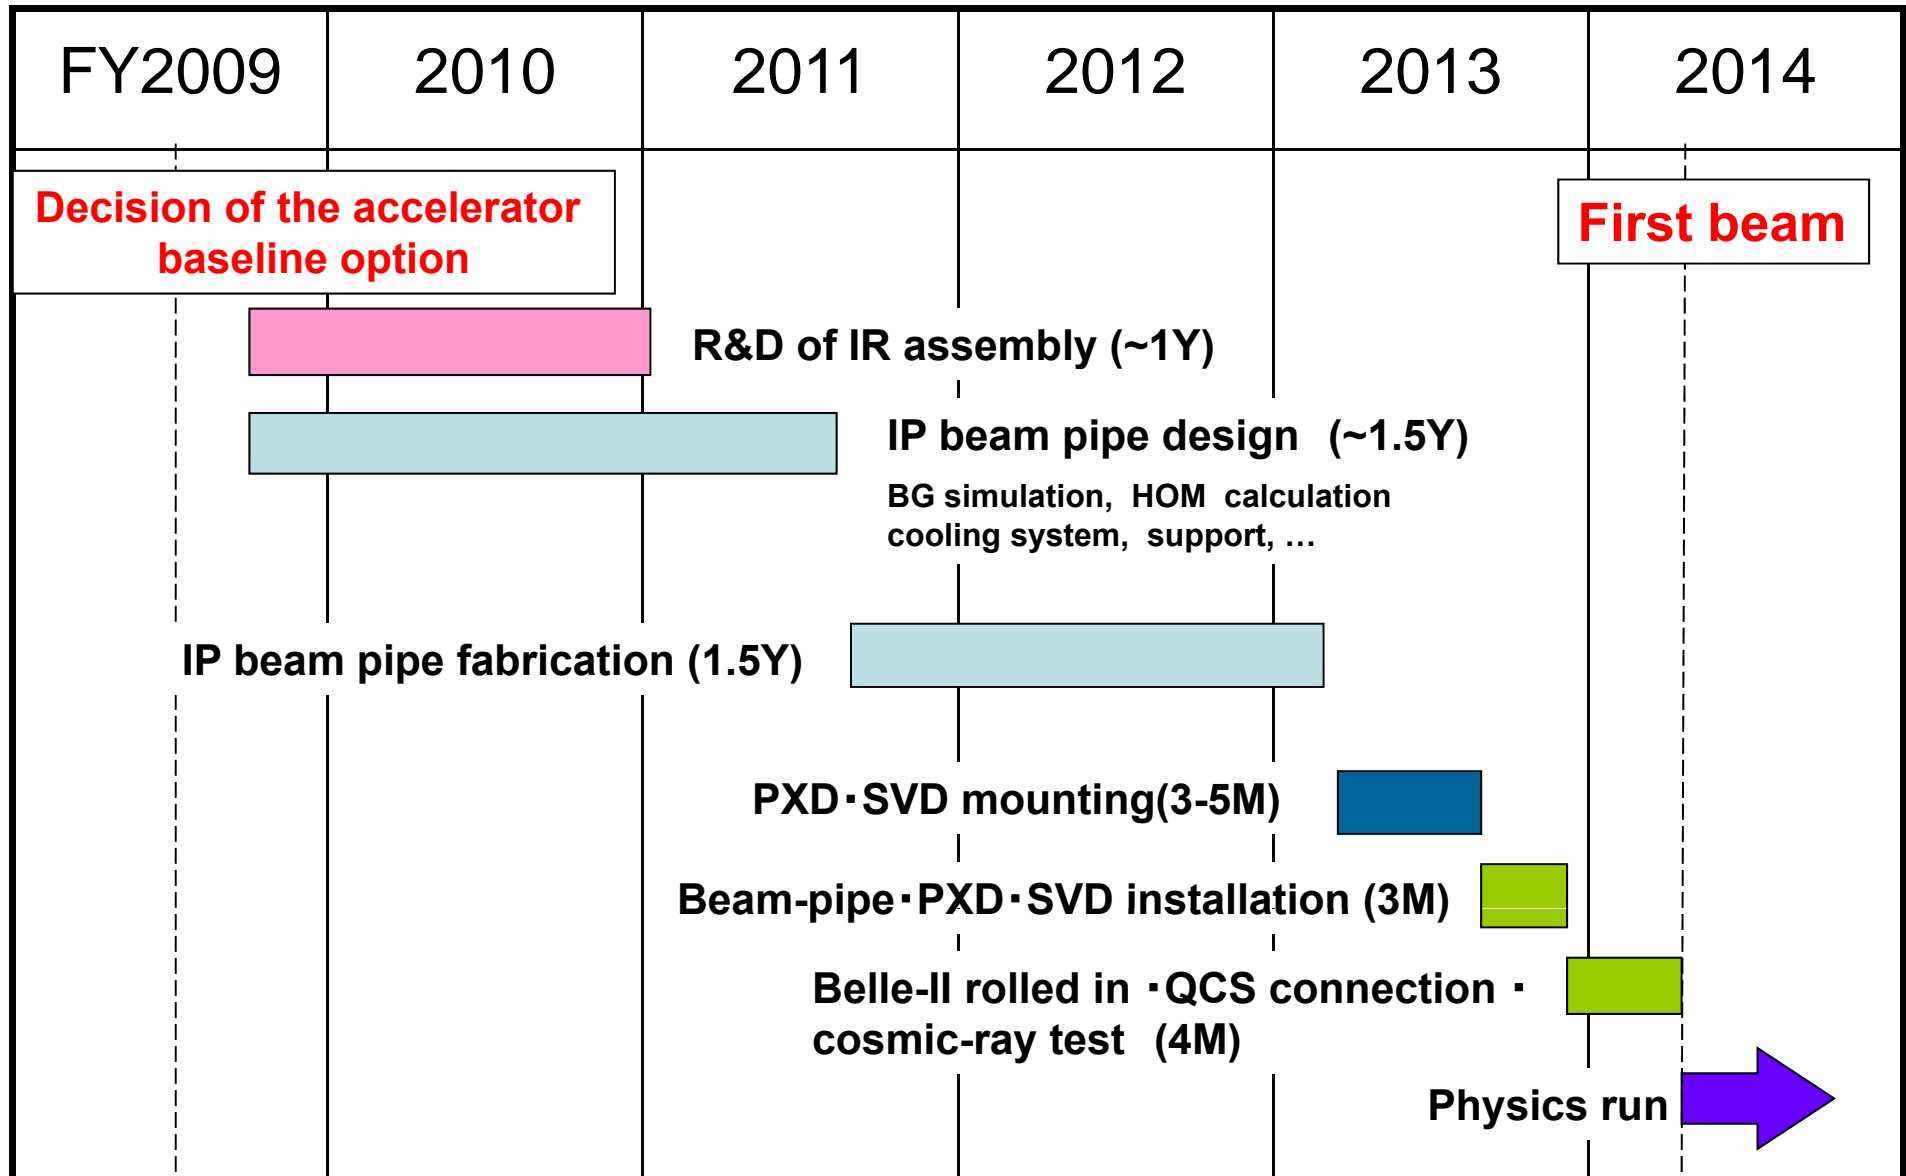 FY2009 2010 2011 2012 2013 2014
Decision of the accelerator
baseline option
First beam
R&D of IR assembly (~1Y)
IP beam pipe design (~1.5Y)
BG simulation, HOM calculation
cooling system, support, …
IP beam pipe fabrication (1.5Y)
PXD・SVD mounting(3-5M)
Beam-pipe・PXD・SVD installation (3M)
Belle-II rolled in ・QCS connection・
cosmic-ray test (4M)
Physics run